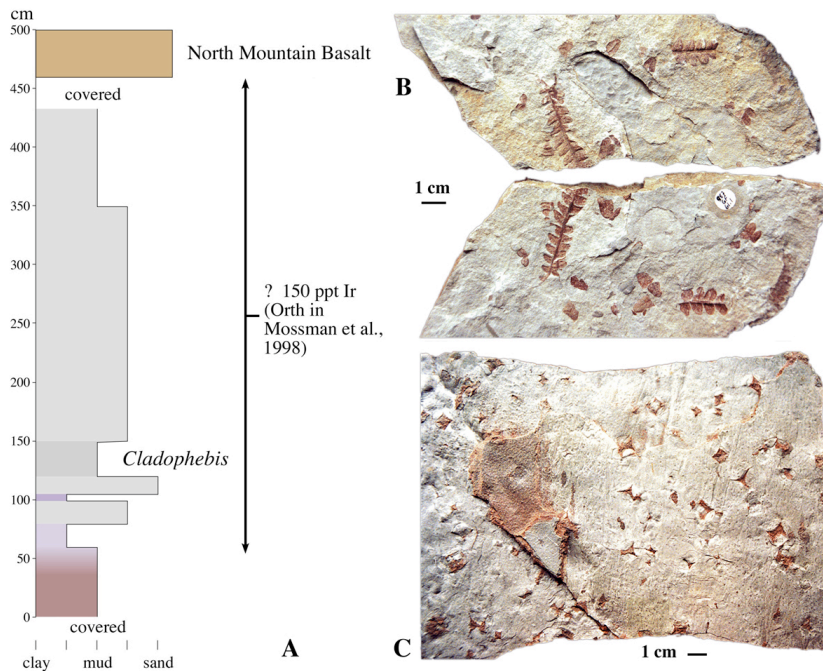 cm
500
North Mountain Basalt
450
covered
400
350
300
? 150 ppt Ir
(Orth in
Mossman et al.,
1998)
250
200
150
Cladophebis
100
50
0
covered
clay mud sand
A
B
1 cm
C
1 cm